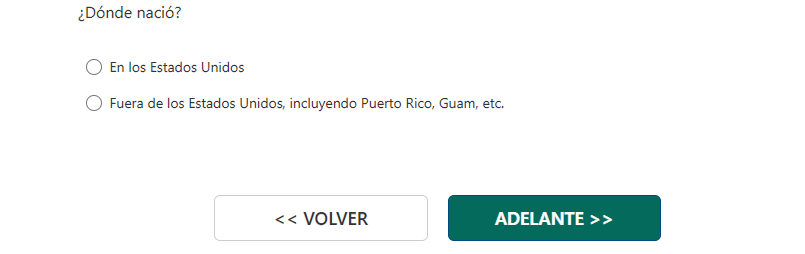 ¿Dónde nació?
En los Estados Unidos
Fuera de los Estados Unidos, incluyendo Puerto Rico, Guam, etc.
<< VOLVER
ADELANTE >>